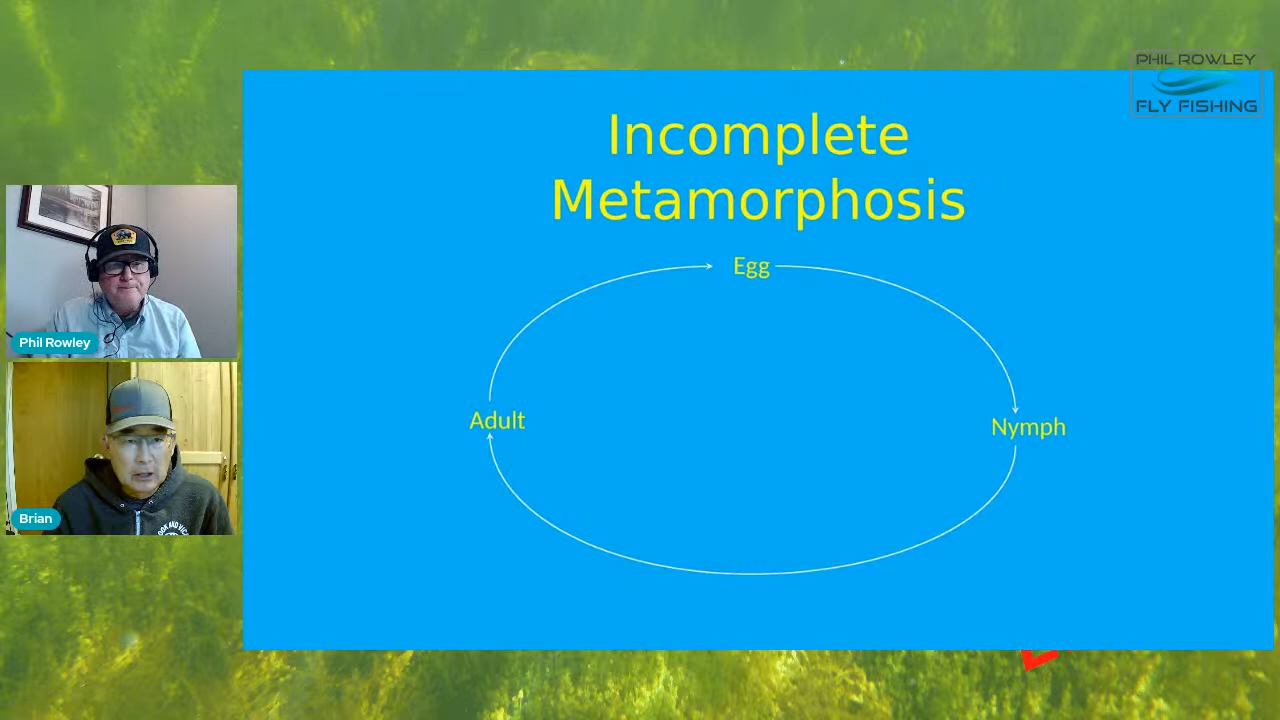 PHIL ROWLEY
FLY FISHING
Incomplete
Metamorphosis
Egg
Adult
Nymph
Phil Rowley
Brian